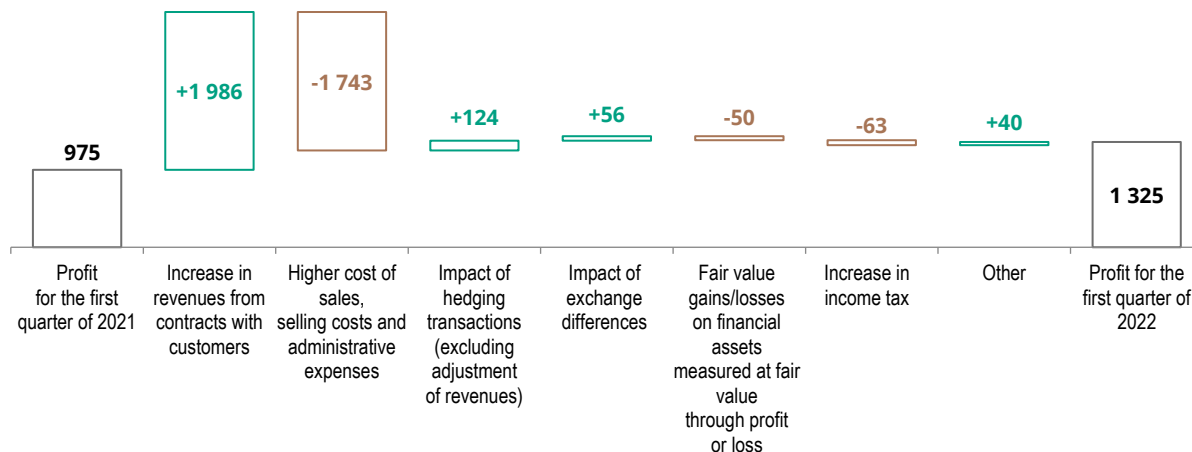 +1 986
-1 743
+124
+56
-50
-63
+40
975
1 325
Profit
for the first
quarter of 2021
Increase in
revenues from
contracts with
customers
Higher cost of
sales,
selling costs and
administrative
expenses
Impact of
hedging
transactions
(excluding
adjustment
of revenues)
Impact of
exchange
differences
Fair value
gains/losses
on financial
assets
measured at fair
value
through profit
or loss
Increase in
income tax
Other
Profit for the
first quarter of
2022